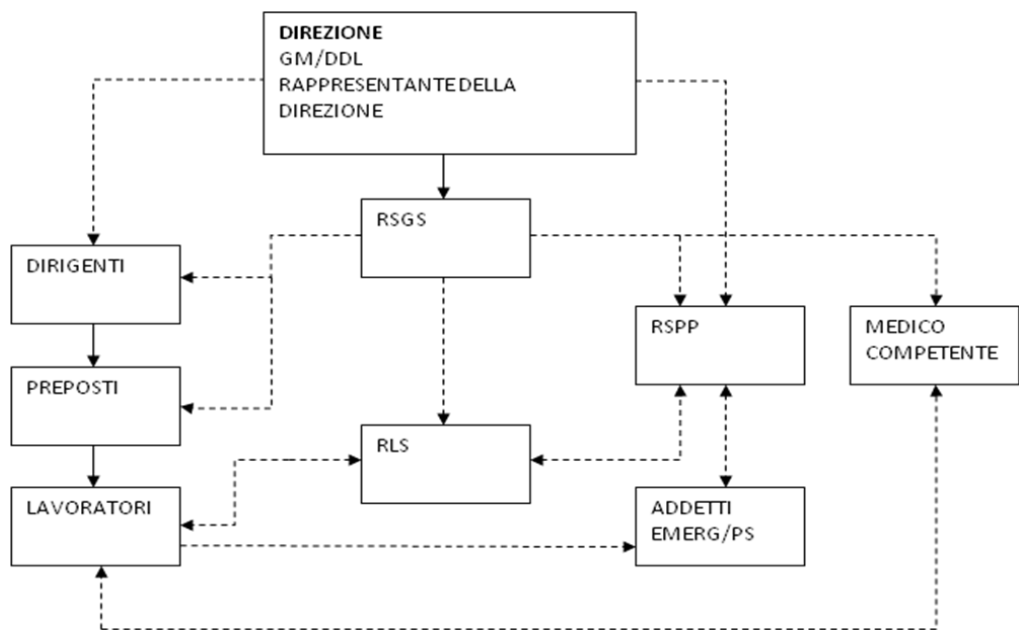 DIREZIONE
GM/DDL
RAPPRESENTANTE DELLA
DIREZIONE
RSGS
DIRIGENTI
RSPP
MEDICO
COMPETENTE
PREPOSTI
RLS
LAVORATORI
ADDETTI
EMERG/PS